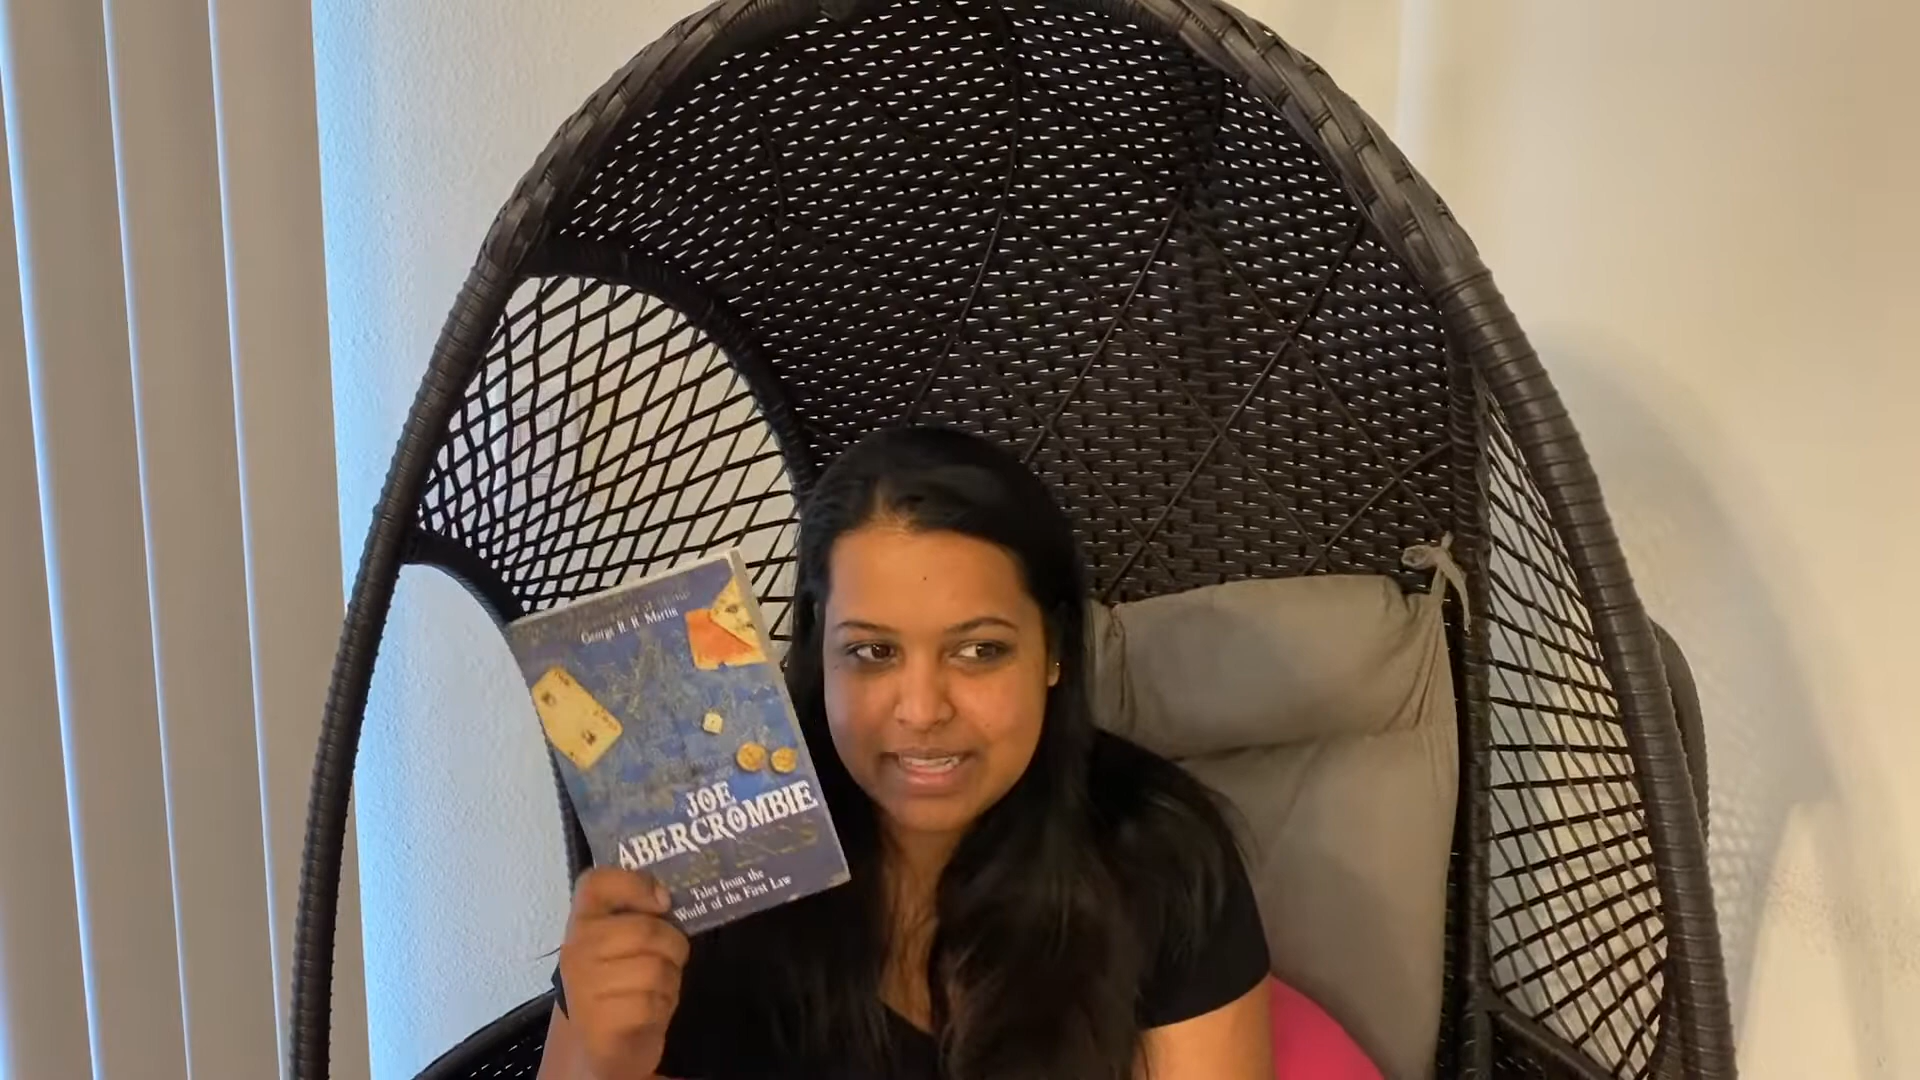 George R. R. Martin
JOE
ABERCROMBIE
Tales from the
World of the First Law